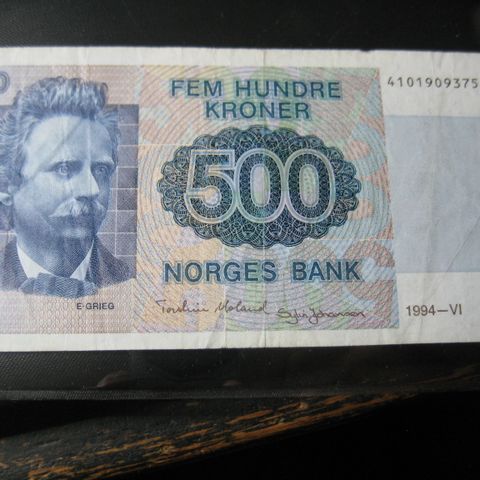 FEM HUNDRE
KRONER
4101909375
500
NORGES BANK
E·GRIEG
1994—VI